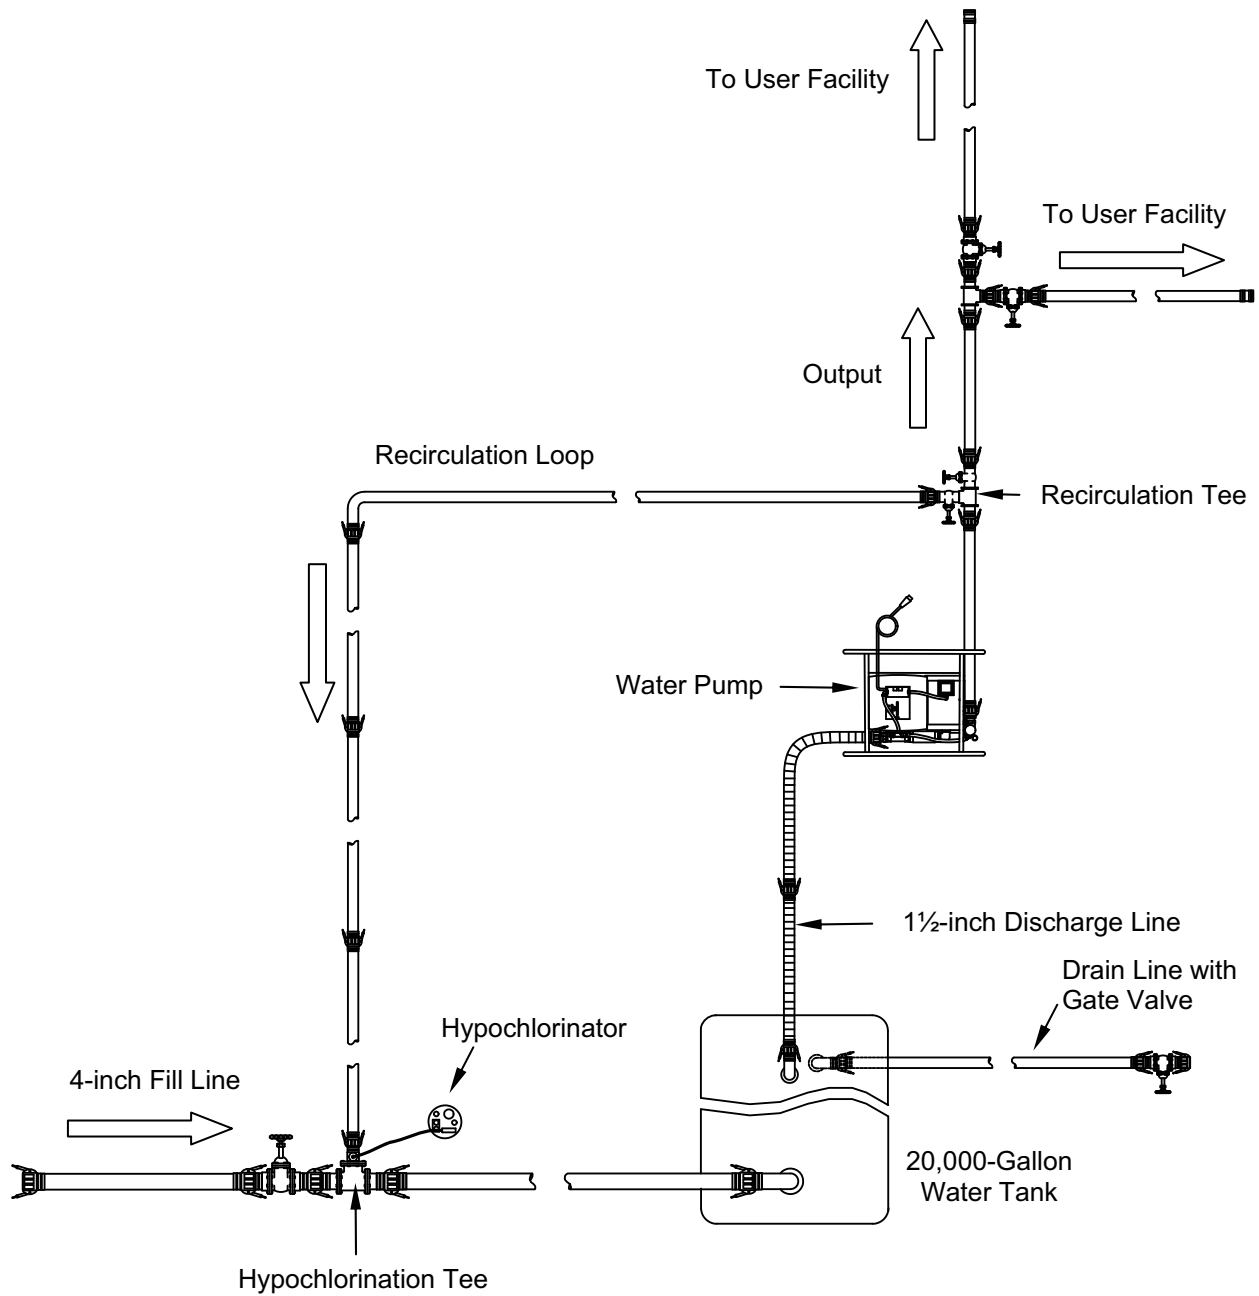 To User Facility
To User Facility
Output
Recirculation Loop
Recirculation Tee
Water Pump
1½-inch Discharge Line
Drain Line with
Gate Valve
Hypochlorinator
4-inch Fill Line
20,000-Gallon
Water Tank
Hypochlorination Tee